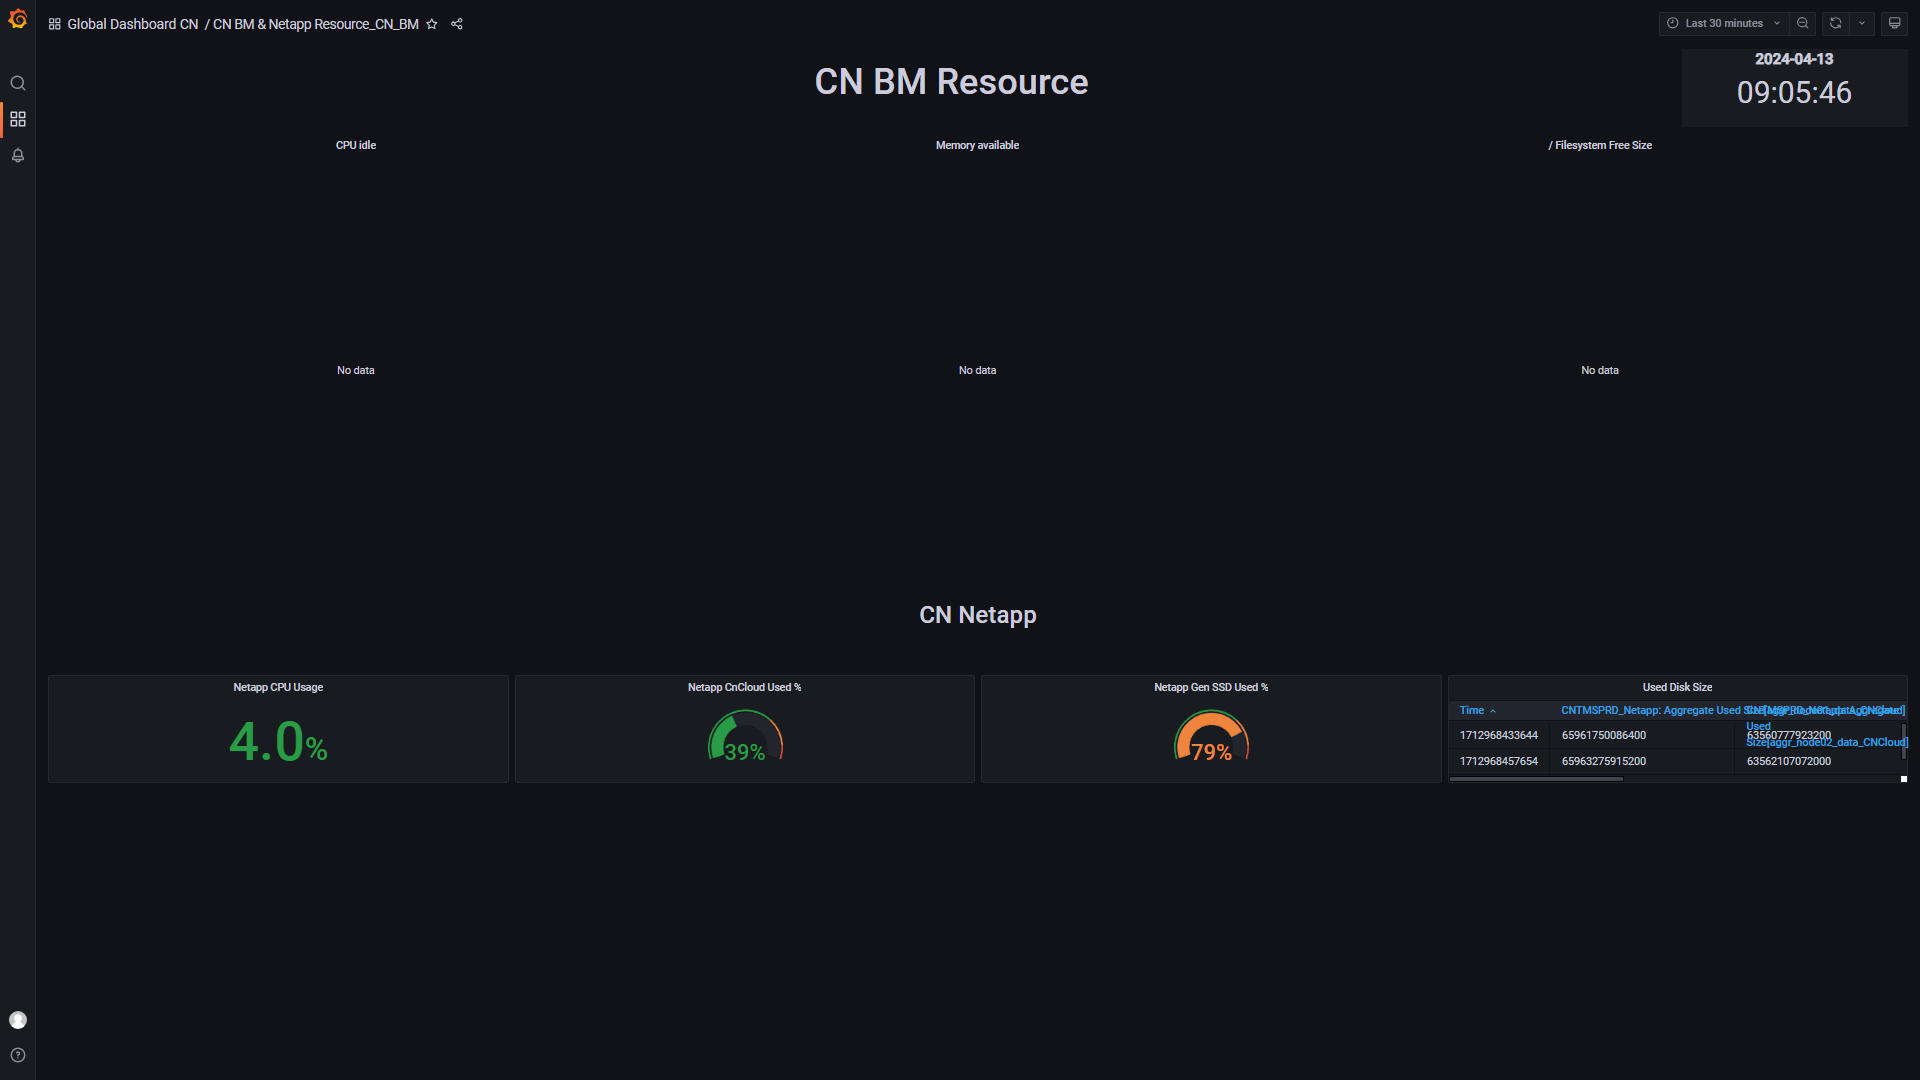 Global Dashboard CN / CN BM & Netapp Resource_CN_BM
Last 30 minutes
2024-04-13
09:05:46
CN BM Resource
CPU idle
Memory available
/ Filesystem Free Size
No data
No data
No data
CN Netapp
Netapp CPU Usage
4.0%
Netapp CnCloud Used %
39%
Netapp Gen SSD Used %
79%
Used Disk Size
Time
CNTMSPRD_Netapp: Aggregate Used
Used
Size[aggr_node02_data_CNCloud]
1712968433644 65961750086400 63560777923200
1712968457654 65963275915200 63562107072000